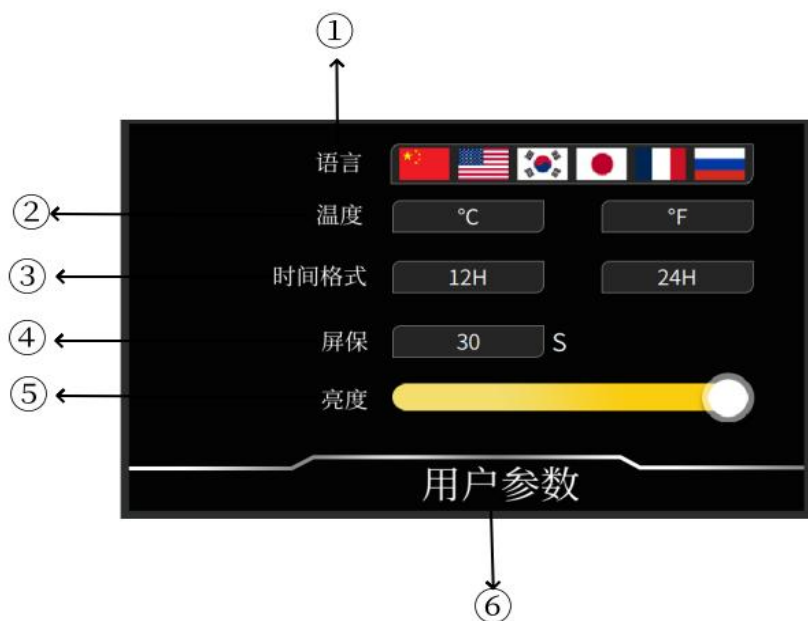 ①
语言
② 温度 °C °F
③ 时间格式 12H 24H
④ 屏保 30 S
⑤ 亮度
用户参数
⑥